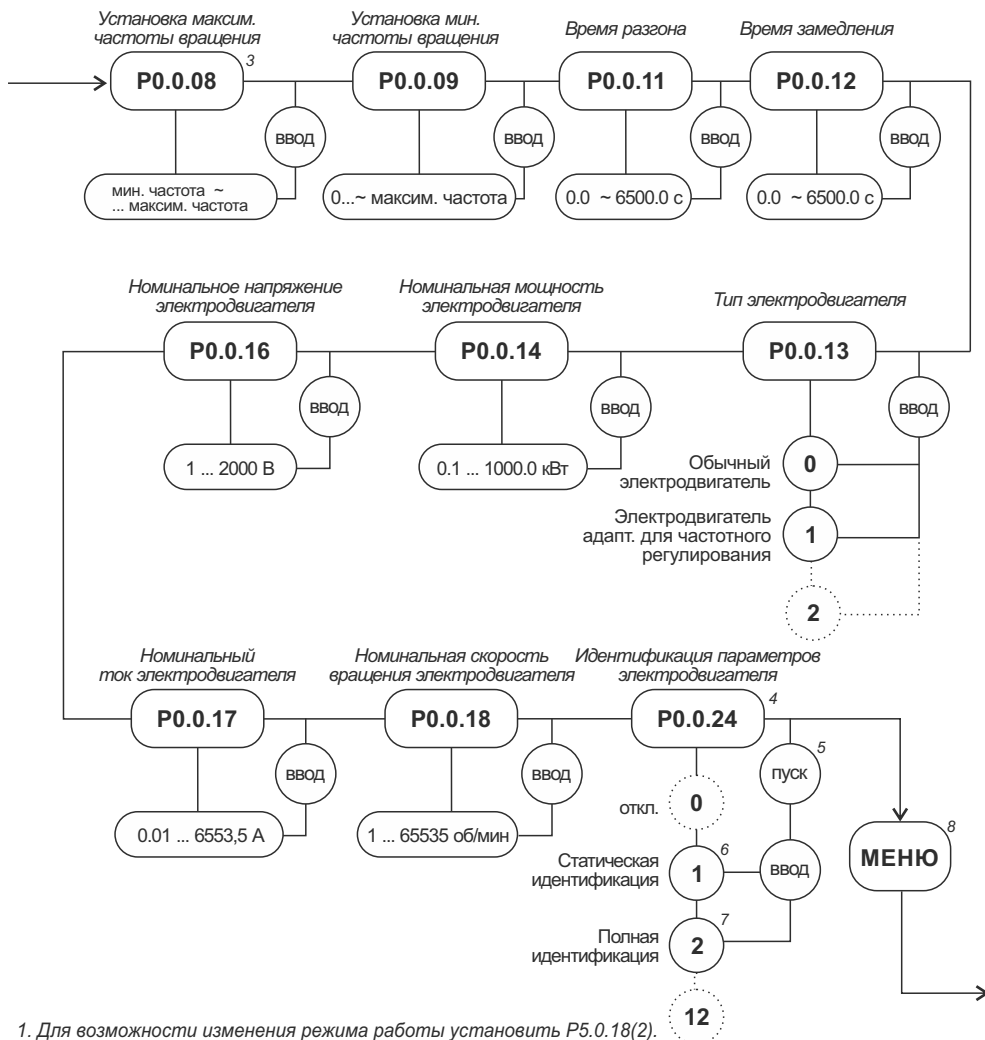 Установка максим.
частоты вращения
Установка мин.
частоты вращения
Время разгона
Время замедления
P0.0.08
3
P0.0.09
P0.0.11
P0.0.12
ввод
ввод
ввод
ввод
мин. частота ~
... максим. частота
0...~ максим. частота
0.0 ~ 6500.0 с
0.0 ~ 6500.0 с
Номинальное напряжение
электродвигателя
Номинальная мощность
электродвигателя
Тип электродвигателя
P0.0.16
P0.0.14
P0.0.13
ввод
ввод
ввод
1 ... 2000 В
0.1 ... 1000.0 кВт
Обычный
электродвигатель
0
Электродвигатель
адапт. для частотного
регулирования
1
2
Номинальный
ток электродвигателя
Номинальная скорость
вращения электродвигателя
Идентификация параметров
электродвигателя
P0.0.17
P0.0.18
P0.0.24
4
ввод
ввод
пуск
5
0.01 ... 6553,5 А
1 ... 65535 об/мин
откл.
0
Статическая
идентификация
1
6
ввод
МЕНЮ
8
Полная
идентификация
2
7
12
1. Для возможности изменения режима работы установить P5.0.18(2).